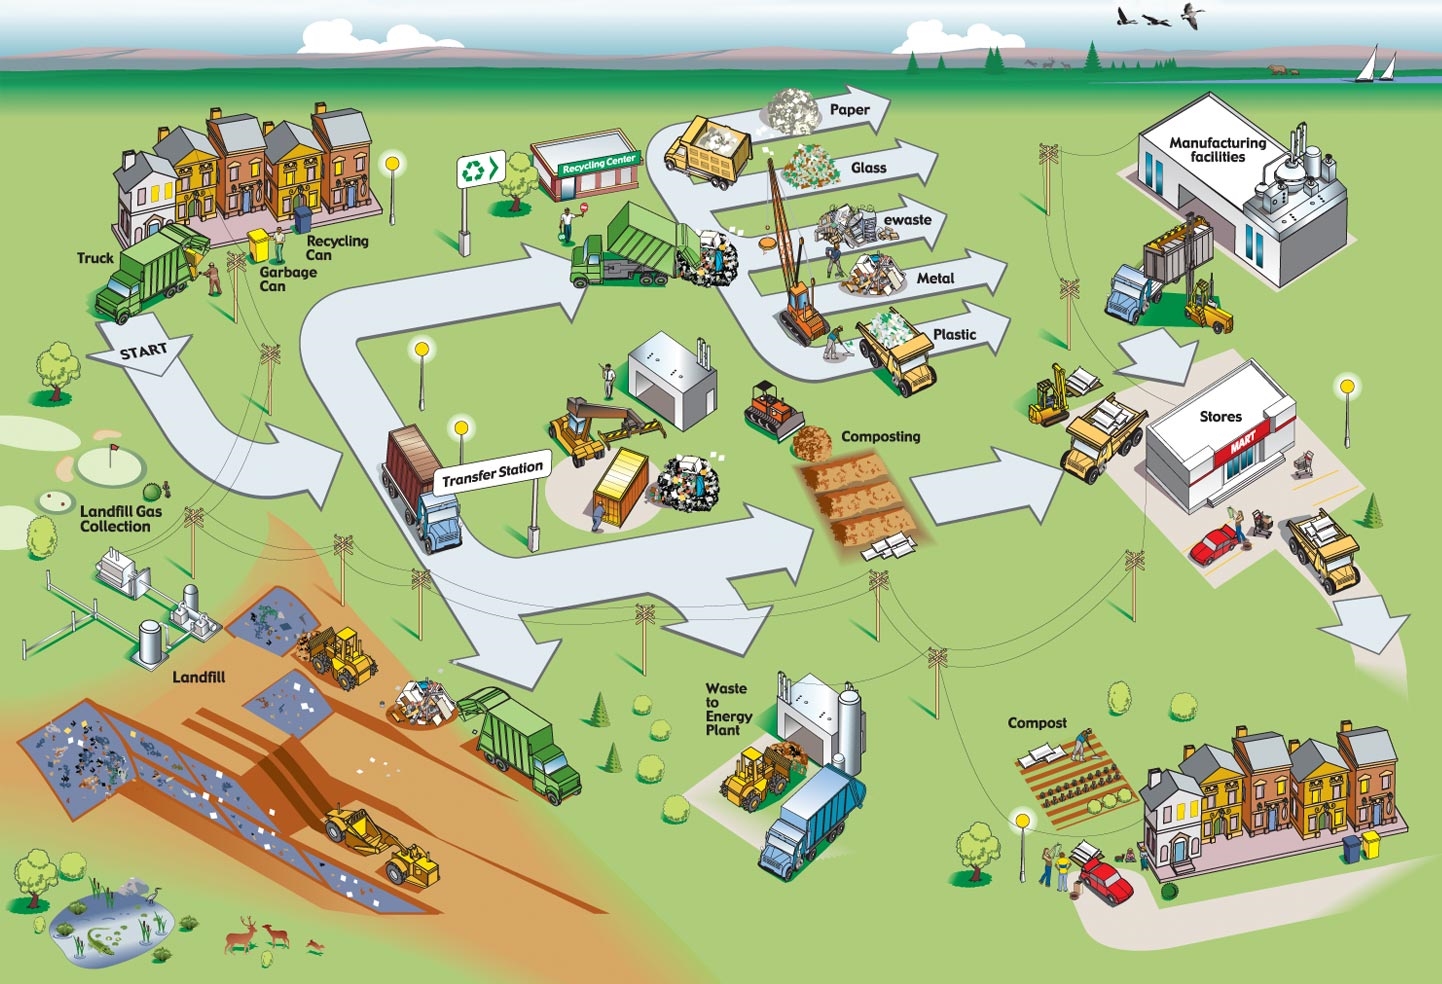 Paper
Manufacturing
facilities
Glass
Recycling Center
ewaste
Recycling
Can
Truck
Garbage
Can
Metal
Plastic
START
Stores
MART
Composting
Transfer Station
Landfill Gas
Collection
Landfill
Waste
to
Energy
Plant
Compost